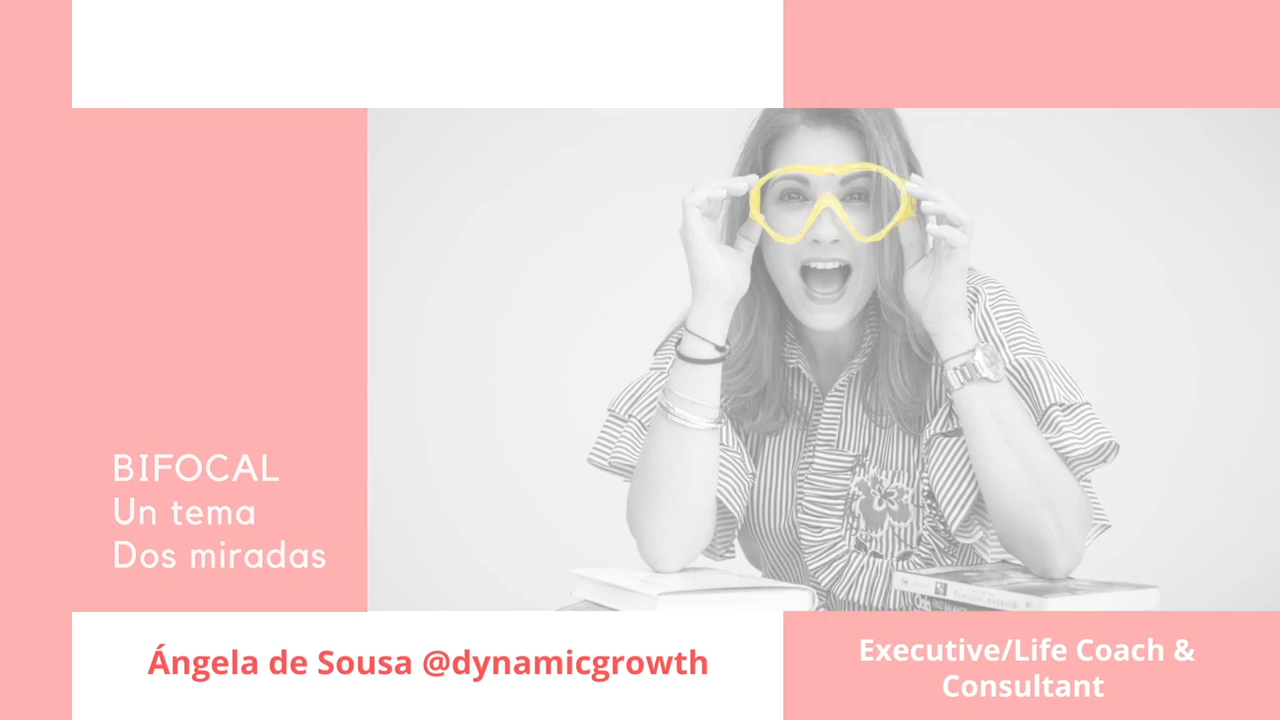 BIFOCAL
Un tema
Dos miradas
Ángela de Sousa @dynamicgrowth
Executive/Life Coach &
Consultant